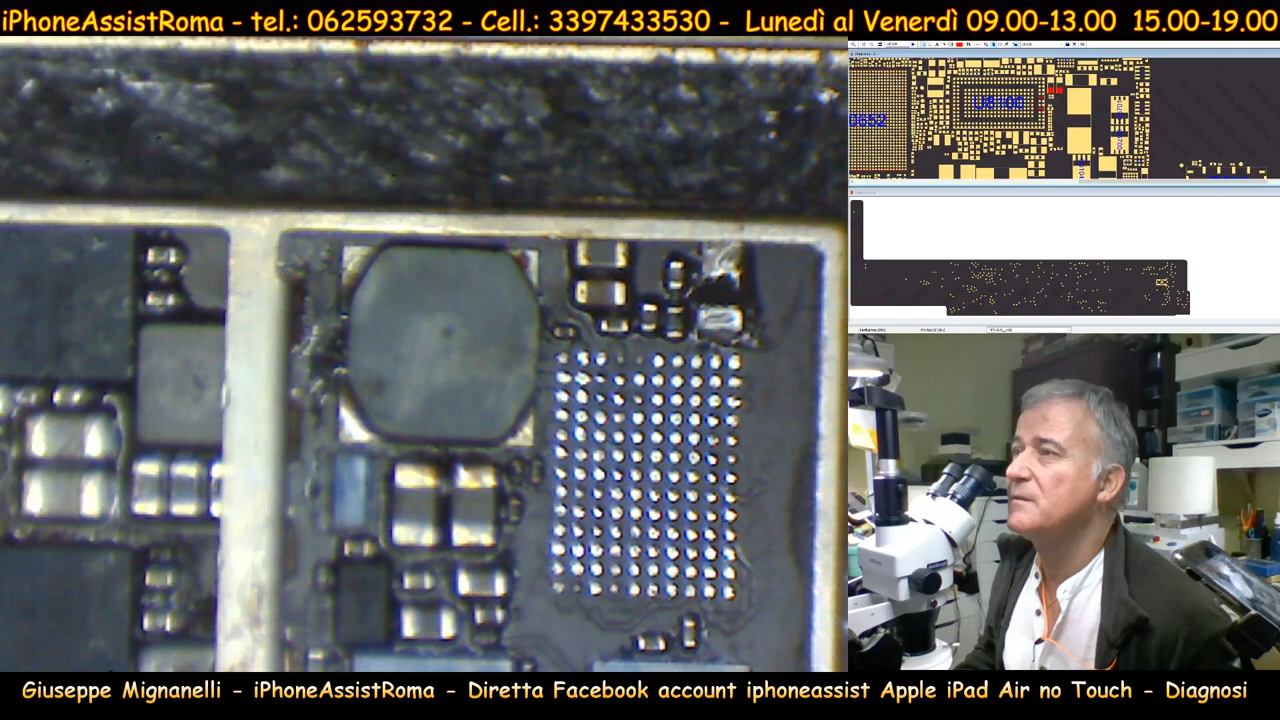 iPhoneAssistRoma - tel.: 062593732 - Cell.: 3397433530 - Lunedì al Venerdì 09.00-13.00 15.00-19.00
U8100
0652
Giuseppe Mignanelli - iPhoneAssistRoma - Diretta Facebook account iphoneassist Apple iPad Air no Touch - Diagnosi